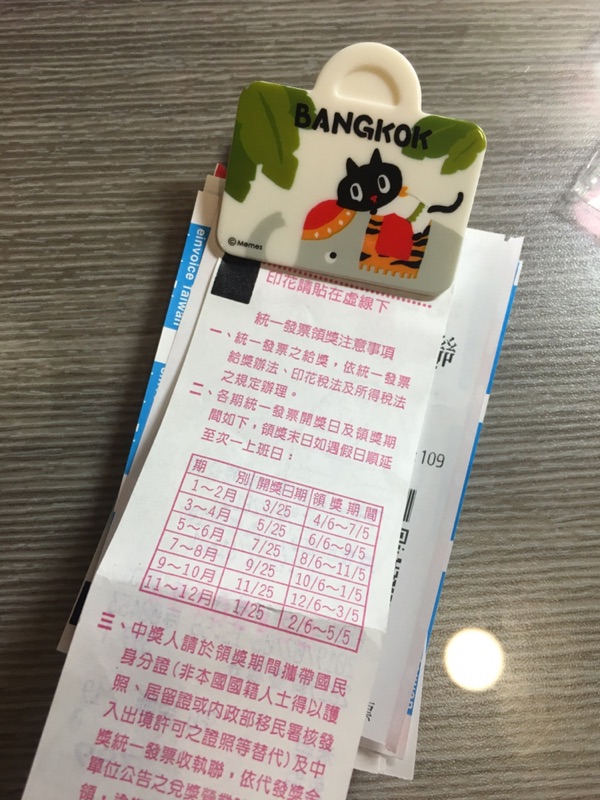 BANGKOK
©Memes
einvoice Taiwan
印花請貼在虛線下
統一發票領獎注意事項
一、統一發票之給獎，依統一發票
給獎辦法、印花稅法及所得稅法
之規定辦理。
二、各期統一發票開獎日及領獎期
間如下，領獎末日如遇假日順延
至次一上班日：
期 別 開獎日期 領獎期間
1～2月 3/25 4/6～7/5
3～4月 5/25 6/6～9/5
5～6月 7/25 8/6～11/5
7～8月 9/25 10/6～1/5
9～10月 11/25 12/6～3/5
11～12月 1/25 2/6～5/5
三、中獎人請於領獎期間攜帶國民
身分證(非本國國籍人士得以護
照、居留證或內政部移民署核發
入出境許可之證照等替代)及中
獎統一發票收執聯，依代發獎金
單位公告之兌獎營業
聯
109